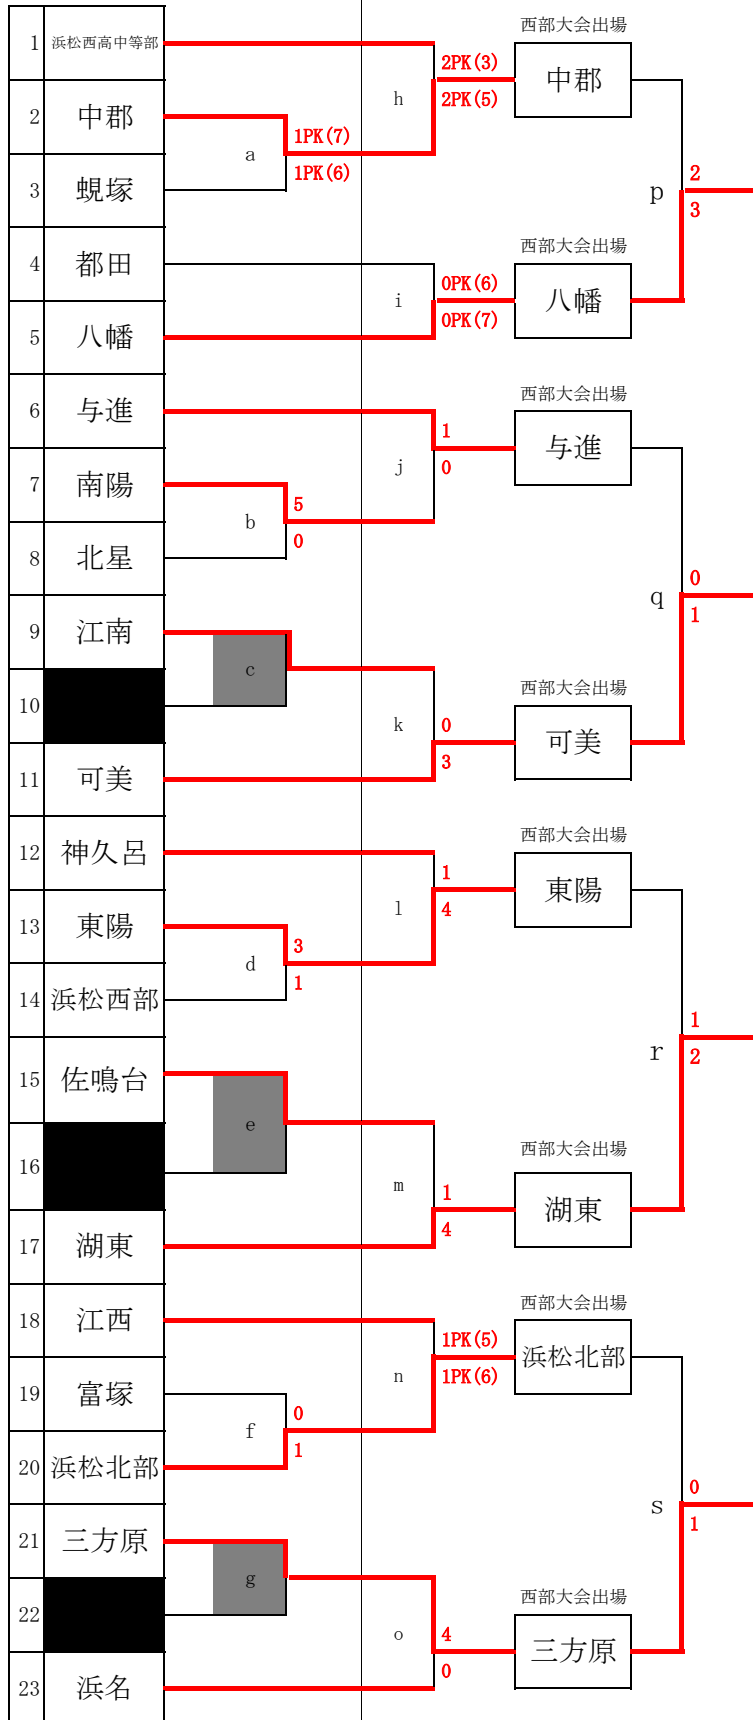 西部大会出場
1 浜松西高中等部
2PK(3)
中郡
h
2PK(5)
2 中郡
1PK(7)
a
1PK(6)
2
3 蜆塚
p
3
西部大会出場
4 都田
0PK(6)
i
八幡
0PK(7)
5 八幡
西部大会出場
6 与進
1
与進
j
0
7 南陽
5
b
0
8 北星
0
q
1
9 江南
c
西部大会出場
10
k
0
可美
3
11 可美
西部大会出場
12 神久呂
1
東陽
l
4
13 東陽
3
d
1
14 浜松西部
1
r
2
15 佐鳴台
e
西部大会出場
16
m
1
湖東
4
17 湖東
西部大会出場
18 江西
1PK(5)
浜松北部
n
1PK(6)
19 富塚
0
f
1
20 浜松北部
0
s
1
21 三方原
g
西部大会出場
22
o
4
三方原
0
23 浜名